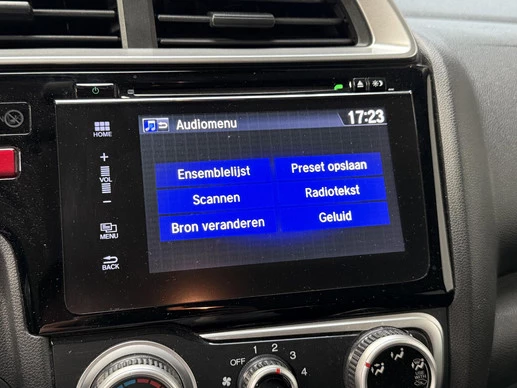 Audiomenu 17:23
HOME
Ensemblelijst Preset opslaan
+
VOL
Scannen Radiotekst
-
Bron veranderen Geluid
MENU
BACK
OFF 1 2 3 4